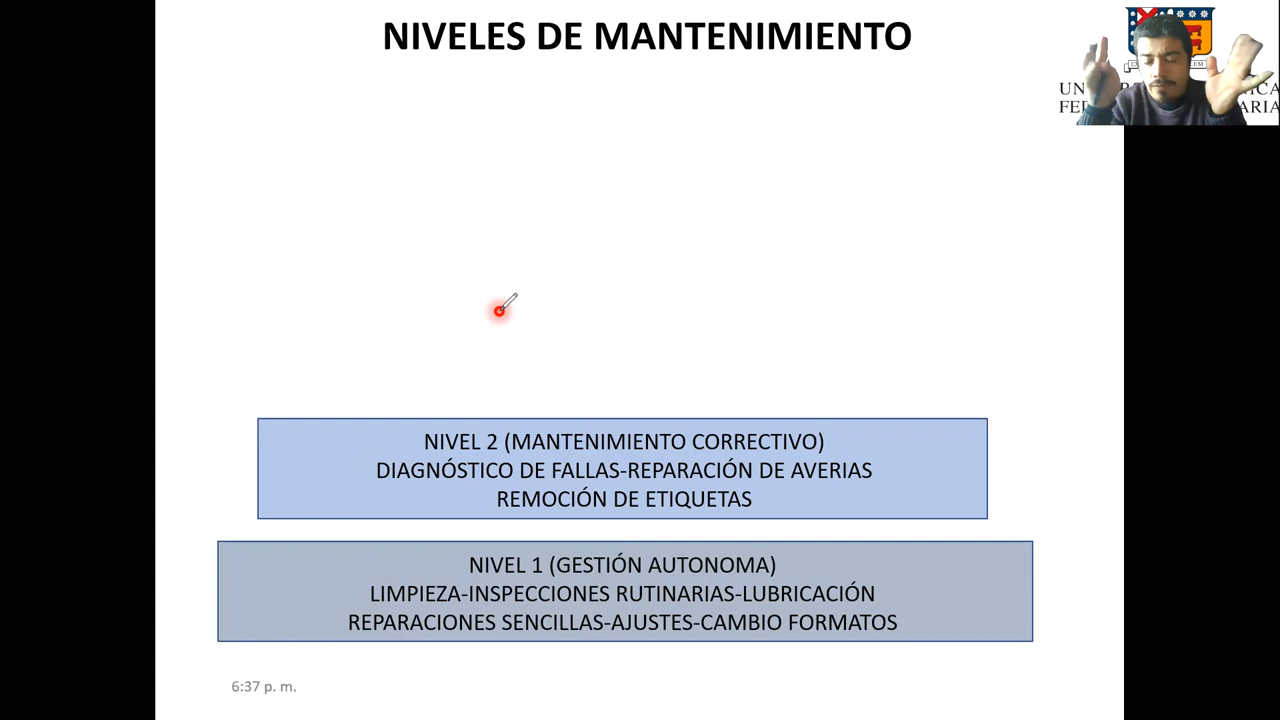 NIVELES DE MANTENIMIENTO
NIVEL 2 (MANTENIMIENTO CORRECTIVO)
DIAGNÓSTICO DE FALLAS-REPARACIÓN DE AVERIAS
REMOCIÓN DE ETIQUETAS
NIVEL 1 (GESTIÓN AUTONOMA)
LIMPIEZA-INSPECCIONES RUTINARIAS-LUBRICACIÓN
REPARACIONES SENCILLAS-AJUSTES-CAMBIO FORMATOS
6:37 p. m.